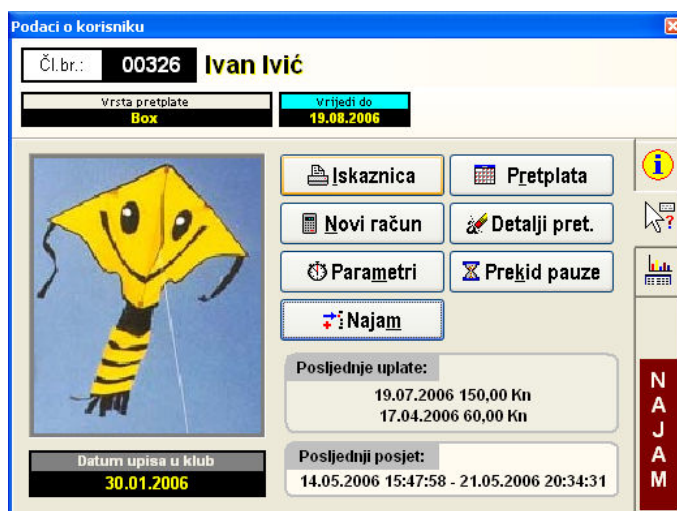 Podaci o korisniku
Čl.br.: 00326 Ivan Ivić
Vrsta pretplate
Box
Vrijedi do
19.08.2006
Iskaznica
Pretplata
Novi račun
Detalji pret.
Parametri
Prekid pauze
Najam
Posljednje uplate:
19.07.2006 150,00 Kn
17.04.2006 60,00 Kn
Datum upisa u klub
30.01.2006
Posljednji posjet:
14.05.2006 15:47:58 - 21.05.2006 20:34:31
NAJAM